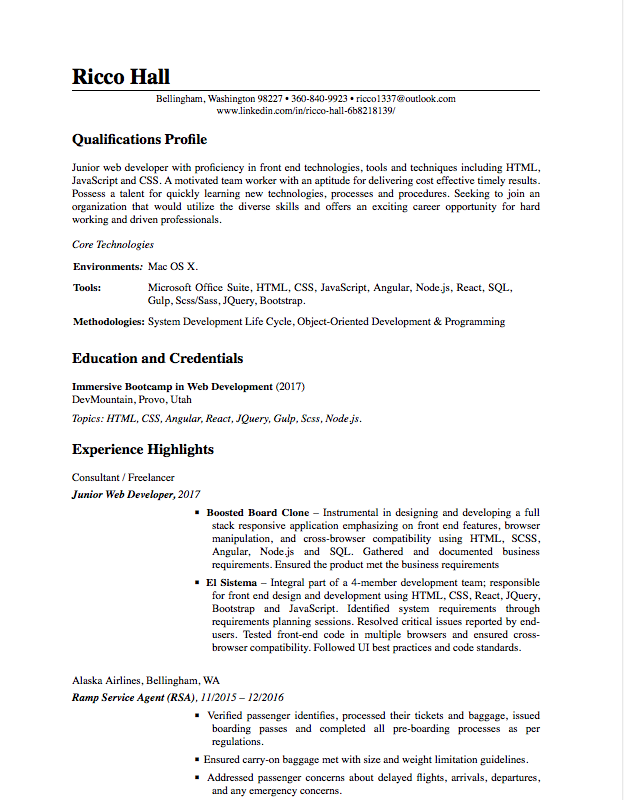 Ricco Hall
Bellingham, Washington 98227 • 360-840-9923 • ricco1337@outlook.com
www.linkedin.com/in/ricco-hall-6b8218139/
Qualifications Profile
Junior web developer with proficiency in front end technologies, tools and techniques including HTML,
JavaScript and CSS. A motivated team worker with an aptitude for delivering cost effective timely results.
Possess a talent for quickly learning new technologies, processes and procedures. Seeking to join an
organization that would utilize the diverse skills and offers an exciting career opportunity for hard
working and driven professionals.
Core Technologies
Environments: Mac OS X.
Tools: Microsoft Office Suite, HTML, CSS, JavaScript, Angular, Node.js, React, SQL,
Gulp, Scss/Sass, JQuery, Bootstrap.
Methodologies: System Development Life Cycle, Object-Oriented Development & Programming
Education and Credentials
Immersive Bootcamp in Web Development (2017)
DevMountain, Provo, Utah
Topics: HTML, CSS, Angular, React, JQuery, Gulp, Scss, Node.js.
Experience Highlights
Consultant / Freelancer
Junior Web Developer, 2017
▪ Boosted Board Clone – Instrumental in designing and developing a full
stack responsive application emphasizing on front end features, browser
manipulation, and cross-browser compatibility using HTML, SCSS,
Angular, Node.js and SQL. Gathered and documented business
requirements. Ensured the product met the business requirements
▪ El Sistema – Integral part of a 4-member development team; responsible
for front end design and development using HTML, CSS, React, JQuery,
Bootstrap and JavaScript. Identified system requirements through
requirements planning sessions. Resolved critical issues reported by end-
users. Tested front-end code in multiple browsers and ensured cross-
browser compatibility. Followed UI best practices and code standards.
Alaska Airlines, Bellingham, WA
Ramp Service Agent (RSA), 11/2015 – 12/2016
▪ Verified passenger identifies, processed their tickets and baggage, issued
boarding passes and completed all pre-boarding processes as per
regulations.
▪ Ensured carry-on baggage met with size and weight limitation guidelines.
▪ Addressed passenger concerns about delayed flights, arrivals, departures,
and any emergency concerns.